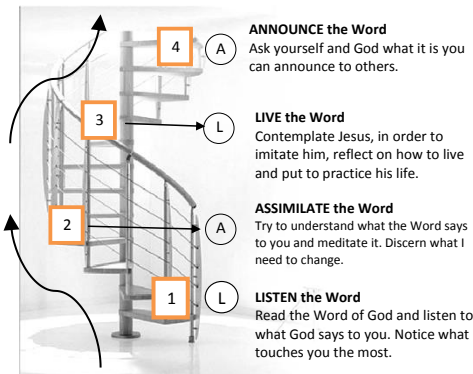 4 A ANNOUNCE the Word
Ask yourself and God what it is you
can announce to others.
3 L LIVE the Word
Contemplate Jesus, in order to
imitate him, reflect on how to live
and put to practice his life.
2 A ASSIMILATE the Word
Try to understand what the Word says
to you and meditate it. Discern what I
need to change.
1 L LISTEN the Word
Read the Word of God and listen to
what God says to you. Notice what
touches you the most.